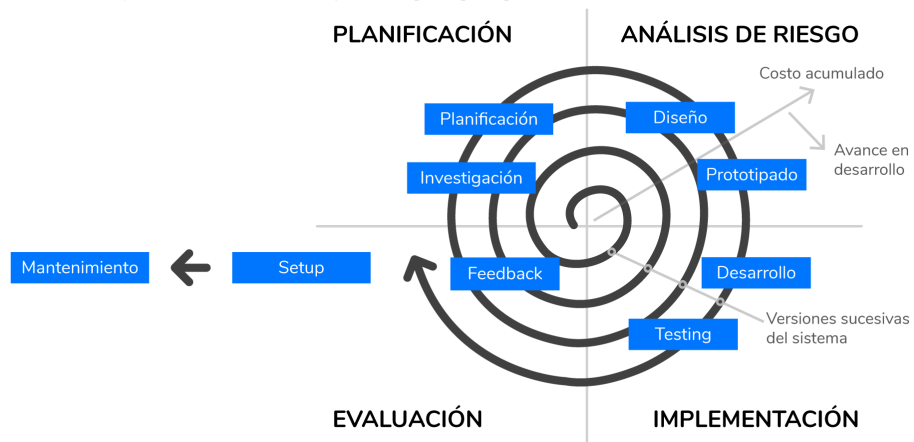 PLANIFICACIÓN
ANÁLISIS DE RIESGO
Costo acumulado
Planificación
Diseño
Avance en
desarrollo
Investigación
Prototipado
Mantenimiento
Setup
Feedback
Desarrollo
Versiones sucesivas
del sistema
Testing
EVALUACIÓN
IMPLEMENTACIÓN